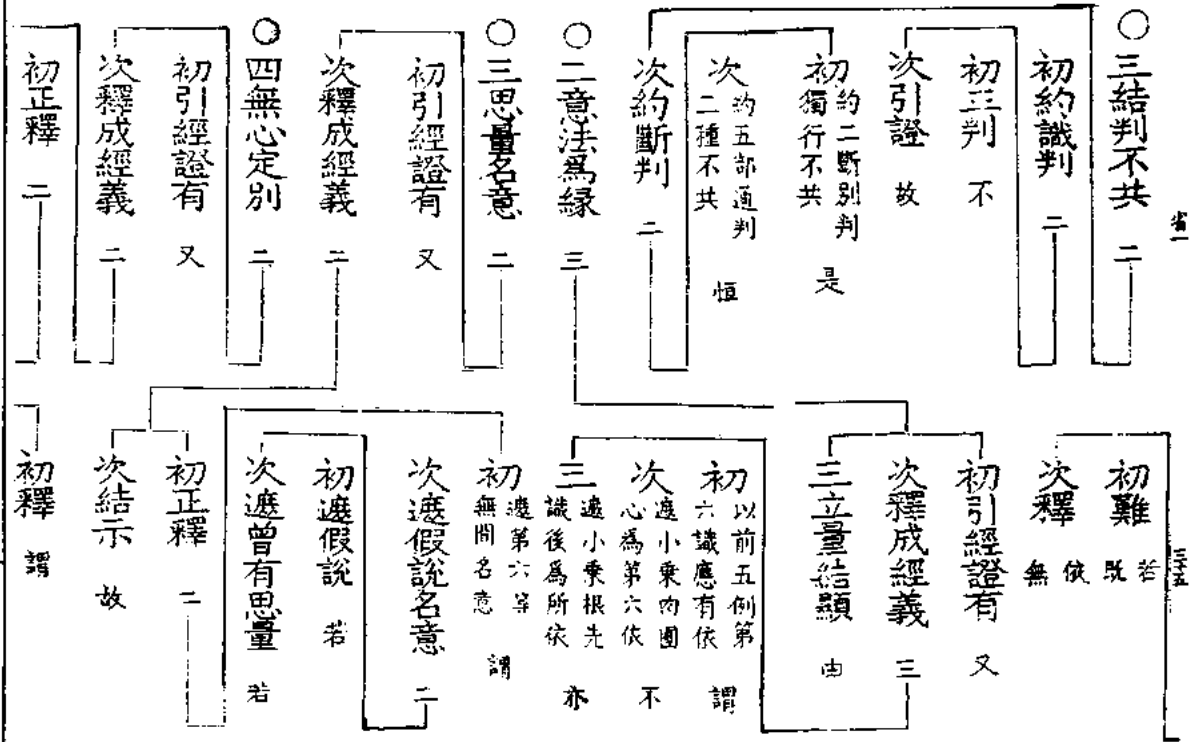 ○三結判不共 二
初約識判 二
初正判 不
次引證 故
初 約二斷別判 獨行不共 是
次 約五部通判 二種不共 恒
次約斷判 二
○二意法爲縁 三
○三思量名意 二
初引經證有 又
次釋成經義 二
○四無心定別 二
初引經證有 又
次釋成經義 二
初正釋 二
初難 若 既
次釋 依 無
初引經證有 又
次釋成經義 三
三立量結顯 由
初 以前五例第 六識應有依 謂
次 遮小乗肉團 心爲第六依 不
三 遮小乗根先 識後爲所依 亦
初 遮第六等 無間名意 謂
次遮假說名意 二
初遮假說 若
次遮曾有思量 若
初正釋 二
次結示 故
初釋 謂